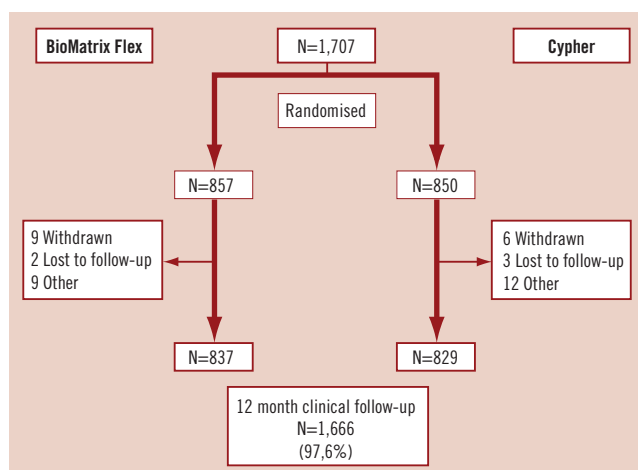 BioMatrix Flex
N=1,707
Cypher
Randomised
N=857
N=850
9 Withdrawn
2 Lost to follow-up
9 Other
6 Withdrawn
3 Lost to follow-up
12 Other
N=837
N=829
12 month clinical follow-up
N=1,666
(97,6%)